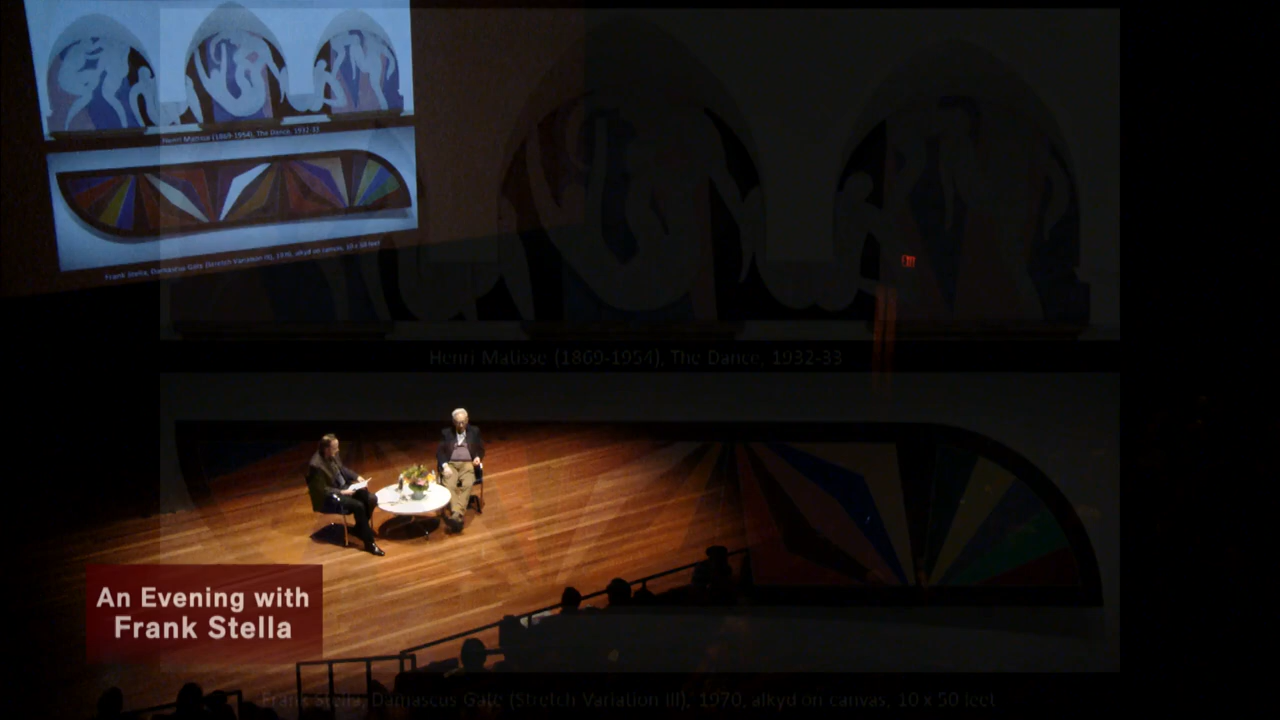 Henri Matisse (1869-1954), The Dance, 1932-33
Frank Stella, Damascus Gate (Stretch Variation III), 1970, alkyd on canvas, 10 x 50 feet
Henri Matisse (1869-1954), The Dance, 1932-33
An Evening with
Frank Stella
Frank Stella, Damascus Gate (Stretch Variation III), 1970, alkyd on canvas, 10 x 50 feet